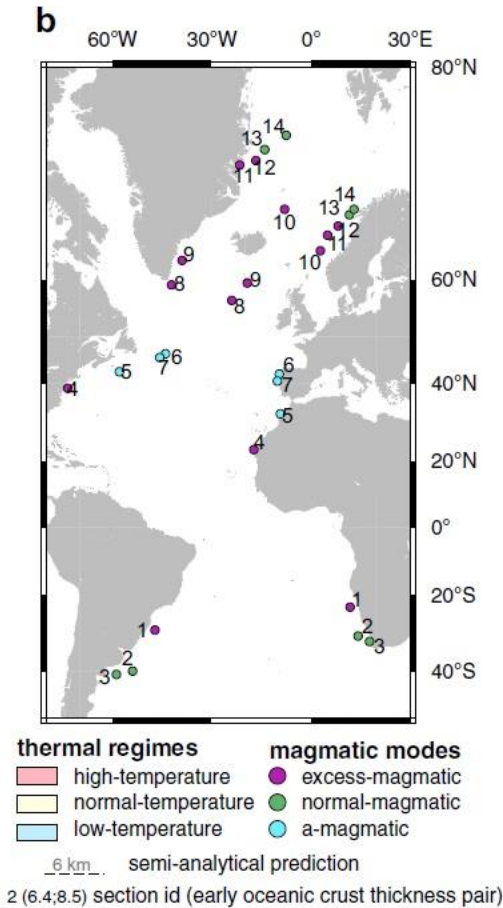 b
60°W 30°W 0° 30°E
80°N
14
13
12
11
14
13
12
11
10
10
9
9
8
8
60°N
6
7
5
6
7
5
40°N
4
4
20°N
0°
20°S
1
1
2
3
2
3
40°S
thermal regimes magmatic modes
high-temperature excess-magmatic
normal-temperature normal-magmatic
low-temperature a-magmatic
6 km semi-analytical prediction
2 (6.4;8.5) section id (early oceanic crust thickness pair)